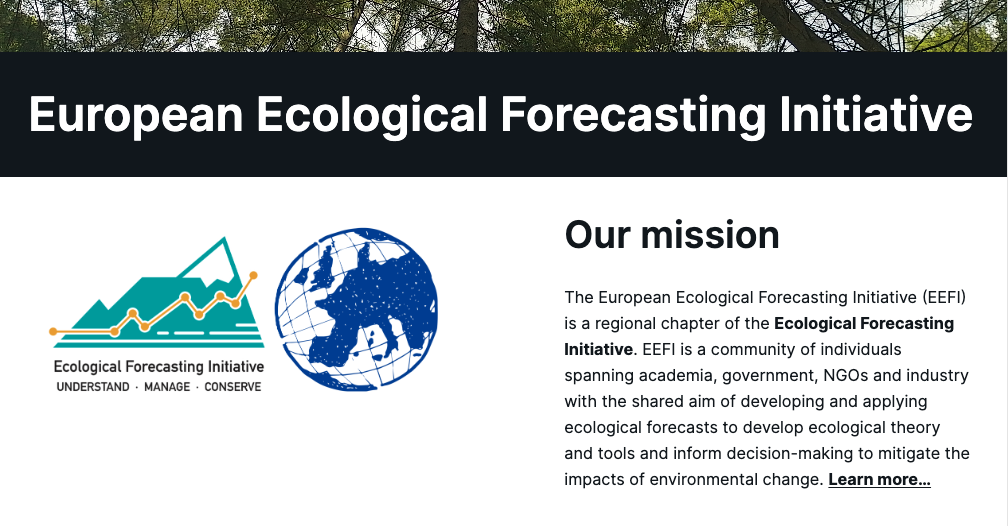 European Ecological Forecasting Initiative
Ecological Forecasting Initiative
UNDERSTAND · MANAGE · CONSERVE
Our mission
The European Ecological Forecasting Initiative (EEFI)
is a regional chapter of the Ecological Forecasting
Initiative. EEFI is a community of individuals
spanning academia, government, NGOs and industry
with the shared aim of developing and applying
ecological forecasts to develop ecological theory
and tools and inform decision-making to mitigate the
impacts of environmental change. Learn more...